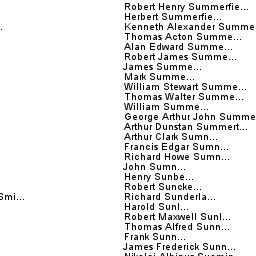 Robert Henry Summerfie...
Herbert Summerfie...
... Kenneth Alexander Summe
Thomas Acton Summe...
Alan Edward Summe...
Robert James Summe...
James Summe...
Mark Summe...
William Stewart Summe...
Thomas Walter Summe...
William Summe...
George Arthur John Summe
Arthur Dunstan Summert...
Arthur Clark Sumn...
Francis Edgar Sumn...
Richard Howe Sumn...
John Sumn...
Henry Sunbe...
Robert Suncke...
Smi... Richard Sunderla...
Harold Sunl...
Robert Maxwell Sunl...
Thomas Alfred Sunn...
Frank Sunn...
James Frederick Sunn...